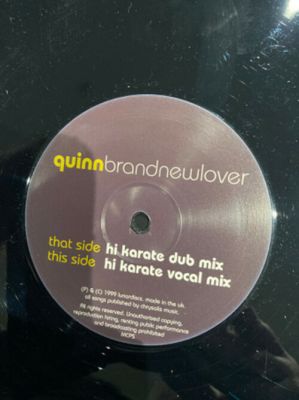 quinnbrandnewlover
that side hi karate dub mix
this side hi karate vocal mix
(P) & (C) 1999 lunardiscs. made in the uk.
all songs published by chrysalis music.
All rights reserved. Unauthorised copying,
reproduction hiring, renting public performance
and broadcasting prohibited
MCPS